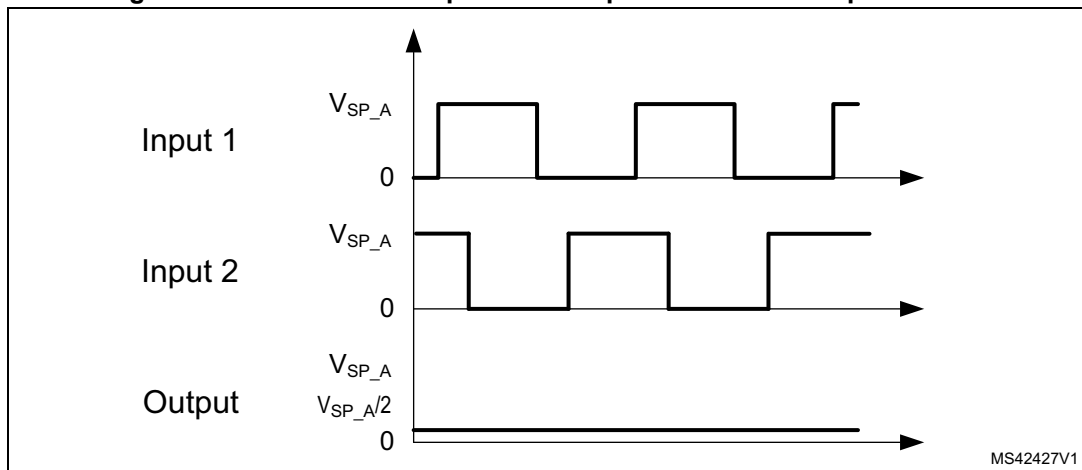 V_SP_A
Input 1
0
V_SP_A
Input 2
0
V_SP_A
Output V_SP_A/2
0
MS42427V1